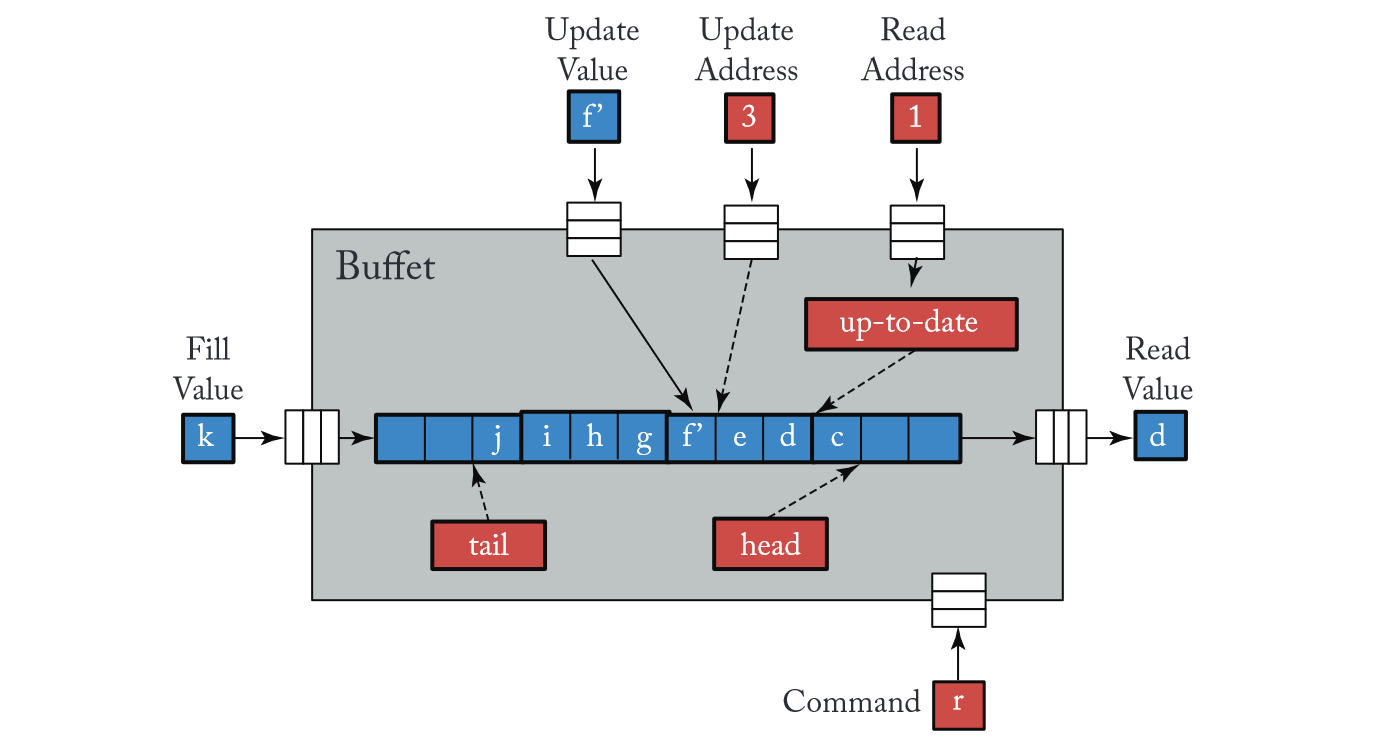 Update
Value
Update
Address
Read
Address
f’
3
1
Buffet
up-to-date
Fill
Value
Read
Value
k
j
i
h
g
f’
e
d
c
d
tail
head
Command
r